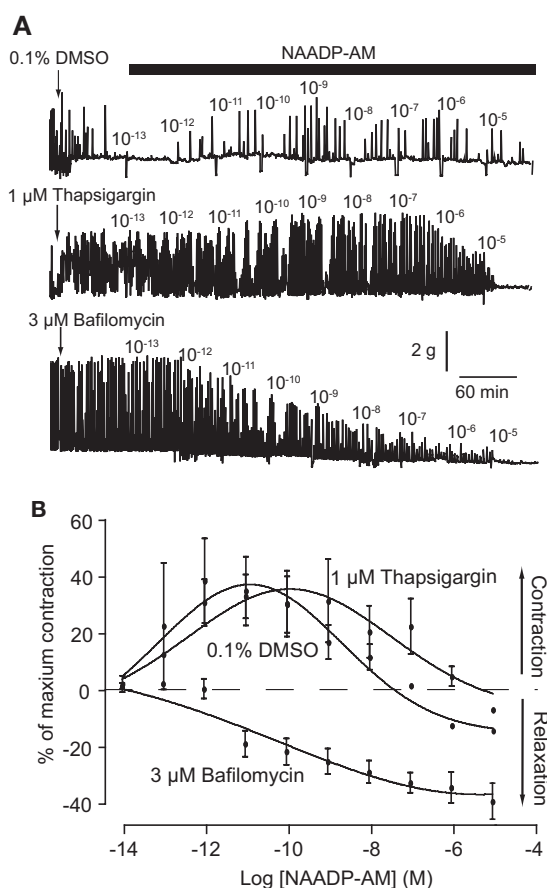 A
NAADP-AM
0.1% DMSO
10-13 10-12 10-11 10-10 10-9 10-8 10-7 10-6 10-5
1 µM Thapsigargin
10-13 10-12 10-11 10-10 10-9 10-8 10-7 10-6 10-5
3 µM Bafilomycin
10-13 10-12 10-11 10-10 10-9 10-8 10-7 10-6 10-5
2 g
60 min
B
% of maxium contraction
60
40
20
0
-20
-40
1 µM Thapsigargin
0.1% DMSO
3 µM Bafilomycin
Contraction
Relaxation
-14 -12 -10 -8 -6 -4
Log [NAADP-AM] (M)